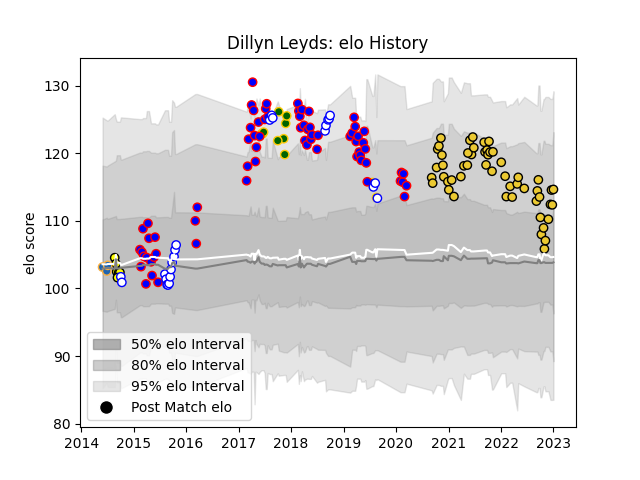 Dillyn Leyds: elo History
elo score
130
120
110
100
90
80
50% elo Interval
80% elo Interval
95% elo Interval
Post Match elo
2014 2015 2016 2017 2018 2019 2020 2021 2022 2023